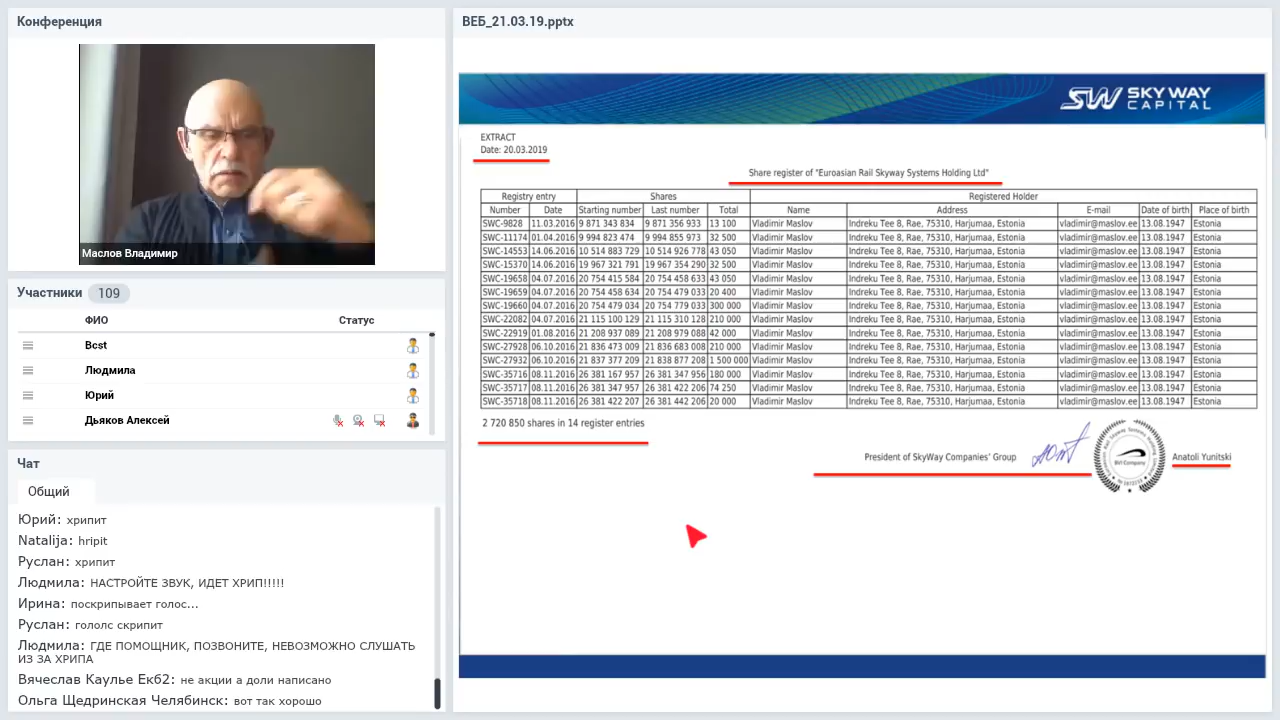 Конференция
Маслов Владимир
Участники 109
ФИО Статус
Bcst
Людмила
Юрий
Дьяков Алексей
Чат
Общий
Юрий: хрипит
Natalija: hripit
Руслан: хрипит
Людмила: НАСТРОЙТЕ ЗВУК, ИДЕТ ХРИП!!!!!
Ирина: поскрипывает голос...
Руслан: гололс скрипит
Людмила: ГДЕ ПОМОЩНИК, ПОЗВОНИТЕ, НЕВОЗМОЖНО СЛУШАТЬ
ИЗ ЗА ХРИПА
Вячеслав Каулье Екб2: не акции а доли написано
Ольга Щедринская Челябинск: вот так хорошо
ВЕБ_21.03.19.pptx
SW SKY WAY
CAPITAL
EXTRACT
Date: 20.03.2019
Share register of "Euroasian Rail Skyway Systems Holding Ltd"
Registry entry Shares Registered Holder
Number Date Starting number Last number Total Name Address E-mail Date of birth Place of birth
SWC-9828 11.03.2016 9 871 343 834 9 871 356 933 13 100 Vladimir Maslov Indreku Tee 8, Rae, 75310, Harjumaa, Estonia vladimir@maslov.ee 13.08.1947 Estonia
SWC-11174 01.04.2016 9 994 823 474 9 994 855 973 32 500 Vladimir Maslov Indreku Tee 8, Rae, 75310, Harjumaa, Estonia vladimir@maslov.ee 13.08.1947 Estonia
SWC-14553 14.06.2016 10 514 883 729 10 514 926 778 43 050 Vladimir Maslov Indreku Tee 8, Rae, 75310, Harjumaa, Estonia vladimir@maslov.ee 13.08.1947 Estonia
SWC-15370 14.06.2016 19 967 321 791 19 967 354 290 32 500 Vladimir Maslov Indreku Tee 8, Rae, 75310, Harjumaa, Estonia vladimir@maslov.ee 13.08.1947 Estonia
SWC-19658 04.07.2016 20 754 415 584 20 754 458 633 43 050 Vladimir Maslov Indreku Tee 8, Rae, 75310, Harjumaa, Estonia vladimir@maslov.ee 13.08.1947 Estonia
SWC-19659 04.07.2016 20 754 458 634 20 754 479 033 20 400 Vladimir Maslov Indreku Tee 8, Rae, 75310, Harjumaa, Estonia vladimir@maslov.ee 13.08.1947 Estonia
SWC-19660 04.07.2016 20 754 479 034 20 754 779 033 300 000 Vladimir Maslov Indreku Tee 8, Rae, 75310, Harjumaa, Estonia vladimir@maslov.ee 13.08.1947 Estonia
SWC-22082 04.07.2016 21 115 100 129 21 115 310 128 210 000 Vladimir Maslov Indreku Tee 8, Rae, 75310, Harjumaa, Estonia vladimir@maslov.ee 13.08.1947 Estonia
SWC-22919 01.08.2016 21 208 937 089 21 208 979 088 42 000 Vladimir Maslov Indreku Tee 8, Rae, 75310, Harjumaa, Estonia vladimir@maslov.ee 13.08.1947 Estonia
SWC-27928 06.10.2016 21 836 473 009 21 836 683 008 210 000 Vladimir Maslov Indreku Tee 8, Rae, 75310, Harjumaa, Estonia vladimir@maslov.ee 13.08.1947 Estonia
SWC-27932 06.10.2016 21 837 377 209 21 838 877 208 1 500 000 Vladimir Maslov Indreku Tee 8, Rae, 75310, Harjumaa, Estonia vladimir@maslov.ee 13.08.1947 Estonia
SWC-35716 08.11.2016 26 381 167 957 26 381 347 956 180 000 Vladimir Maslov Indreku Tee 8, Rae, 75310, Harjumaa, Estonia vladimir@maslov.ee 13.08.1947 Estonia
SWC-35717 08.11.2016 26 381 347 957 26 381 422 206 74 250 Vladimir Maslov Indreku Tee 8, Rae, 75310, Harjumaa, Estonia vladimir@maslov.ee 13.08.1947 Estonia
SWC-35718 08.11.2016 26 381 422 207 26 381 442 206 20 000 Vladimir Maslov Indreku Tee 8, Rae, 75310, Harjumaa, Estonia vladimir@maslov.ee 13.08.1947 Estonia
2 720 850 shares in 14 register entries
President of SkyWay Companies' Group
BVI Company
Anatoli Yunitski